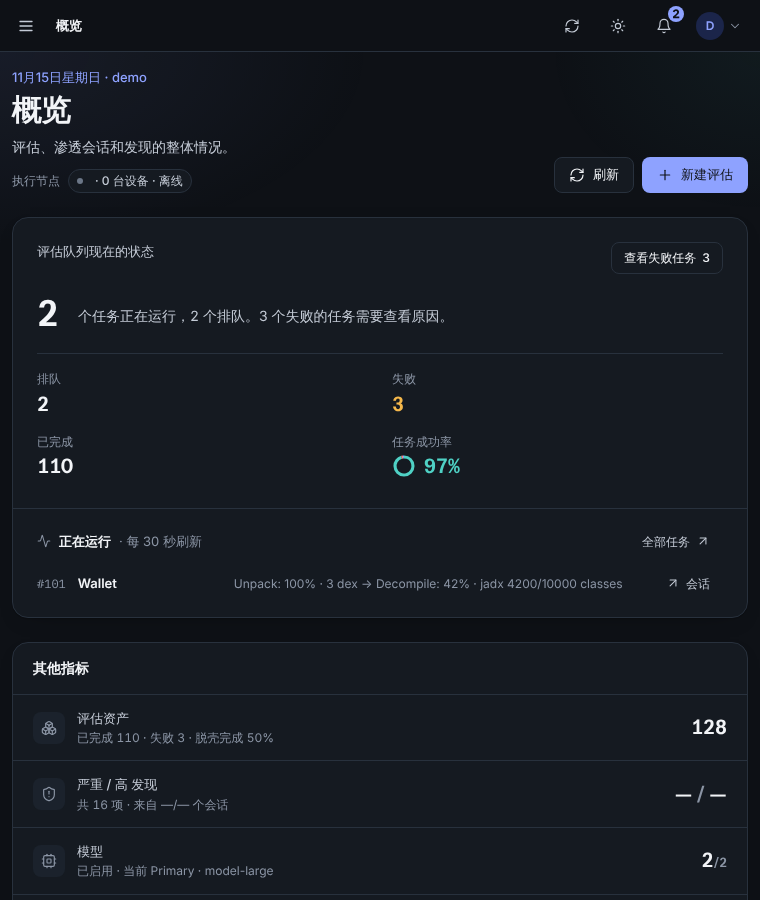 概览
2
D
11月15日星期日 · demo
概览
评估、渗透会话和发现的整体情况。
执行节点 · 0 台设备 · 离线
刷新
新建评估
评估队列现在的状态
查看失败任务 3
2 个任务正在运行，2 个排队。3 个失败的任务需要查看原因。
排队
2
失败
3
已完成
110
任务成功率
97%
正在运行 · 每 30 秒刷新
全部任务
#101 Wallet Unpack: 100% · 3 dex → Decompile: 42% · jadx 4200/10000 classes 会话
其他指标
评估资产
已完成 110 · 失败 3 · 脱壳完成 50%
128
严重 / 高 发现
共 16 项 · 来自 —/— 个会话
— / —
模型
已启用 · 当前 Primary · model-large
2/2